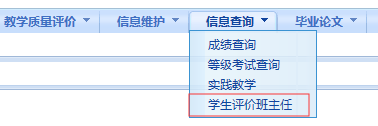 教学质量评价 信息维护 信息查询 毕业论文
成绩查询
等级考试查询
实践教学
学生评价班主任